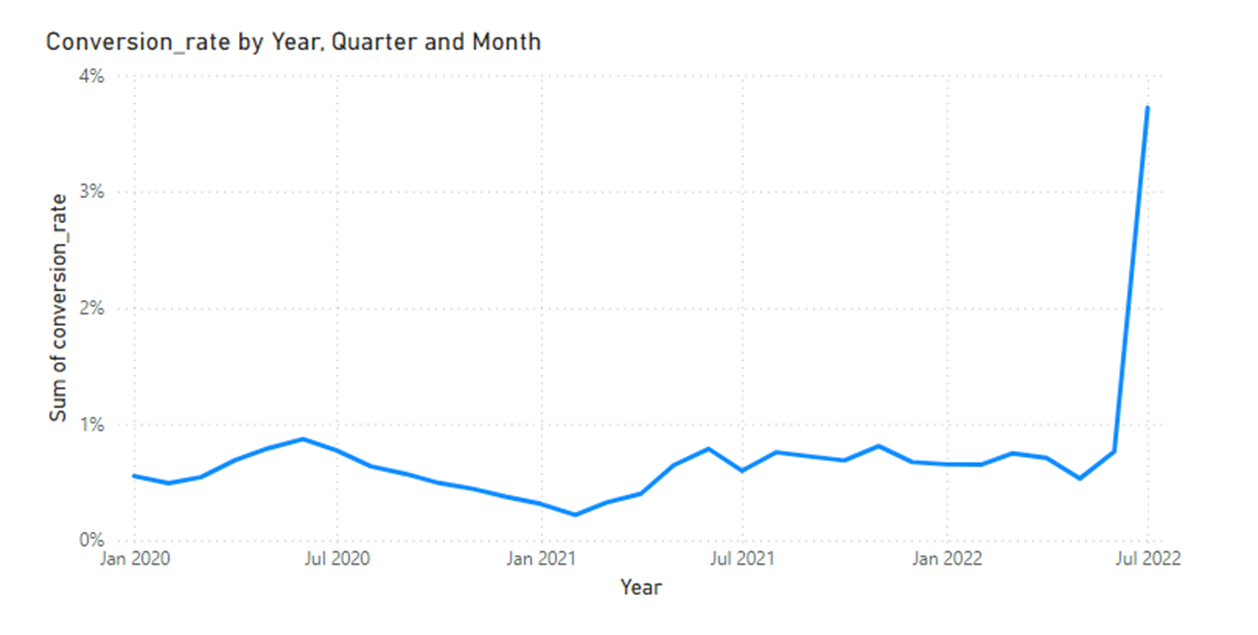 Conversion_rate by Year, Quarter and Month
4%
3%
2%
1%
0%
Sum of conversion_rate
Jan 2020 Jul 2020 Jan 2021 Jul 2021 Jan 2022 Jul 2022
Year